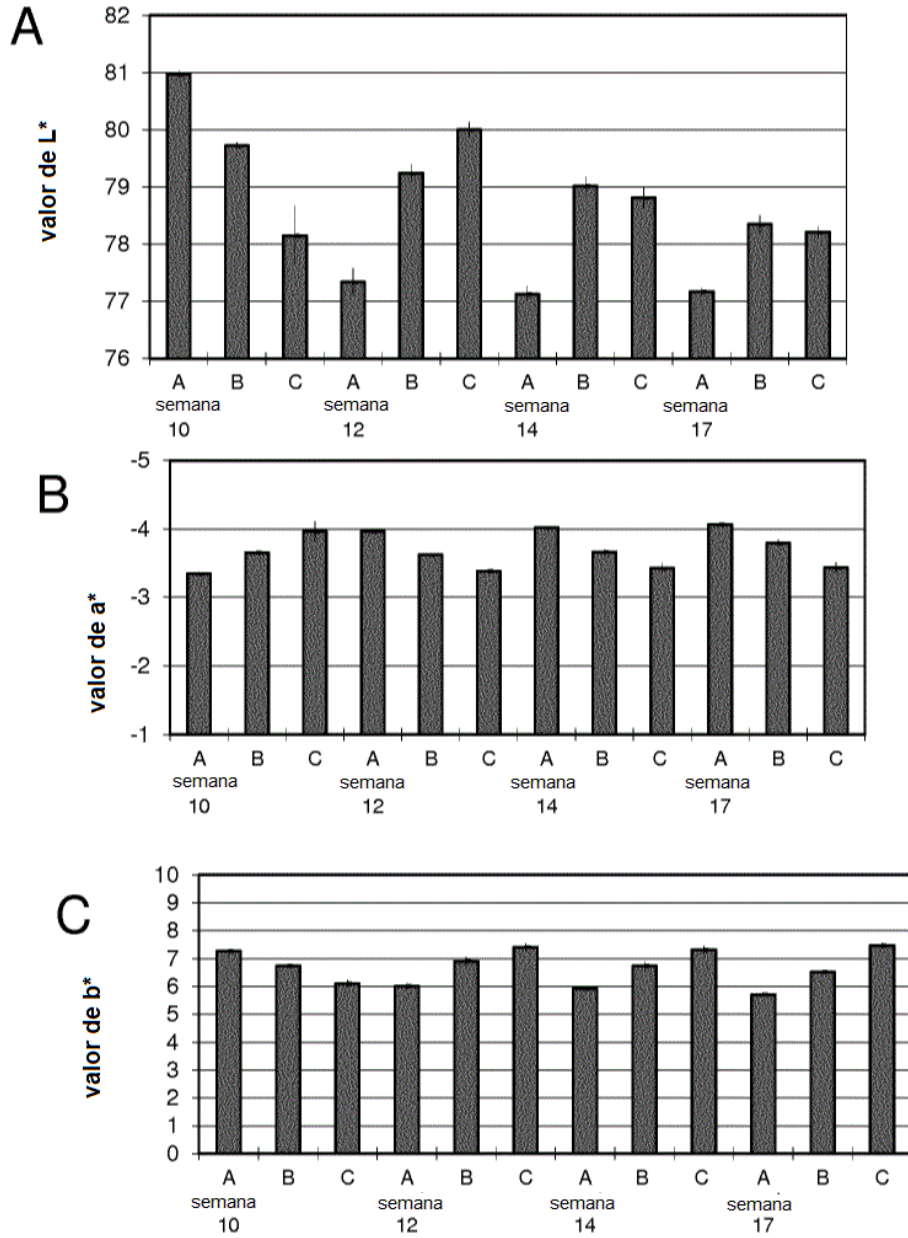 A
valor de L*
82
81
80
79
78
77
76
A B C A B C A B C A B C
semana semana semana semana
10 12 14 17
B
valor de a*
-5
-4
-3
-2
-1
A B C A B C A B C A B C
semana semana semana semana
10 12 14 17
C
valor de b*
10
9
8
7
6
5
4
3
2
1
0
A B C A B C A B C A B C
semana semana semana semana
10 12 14 17